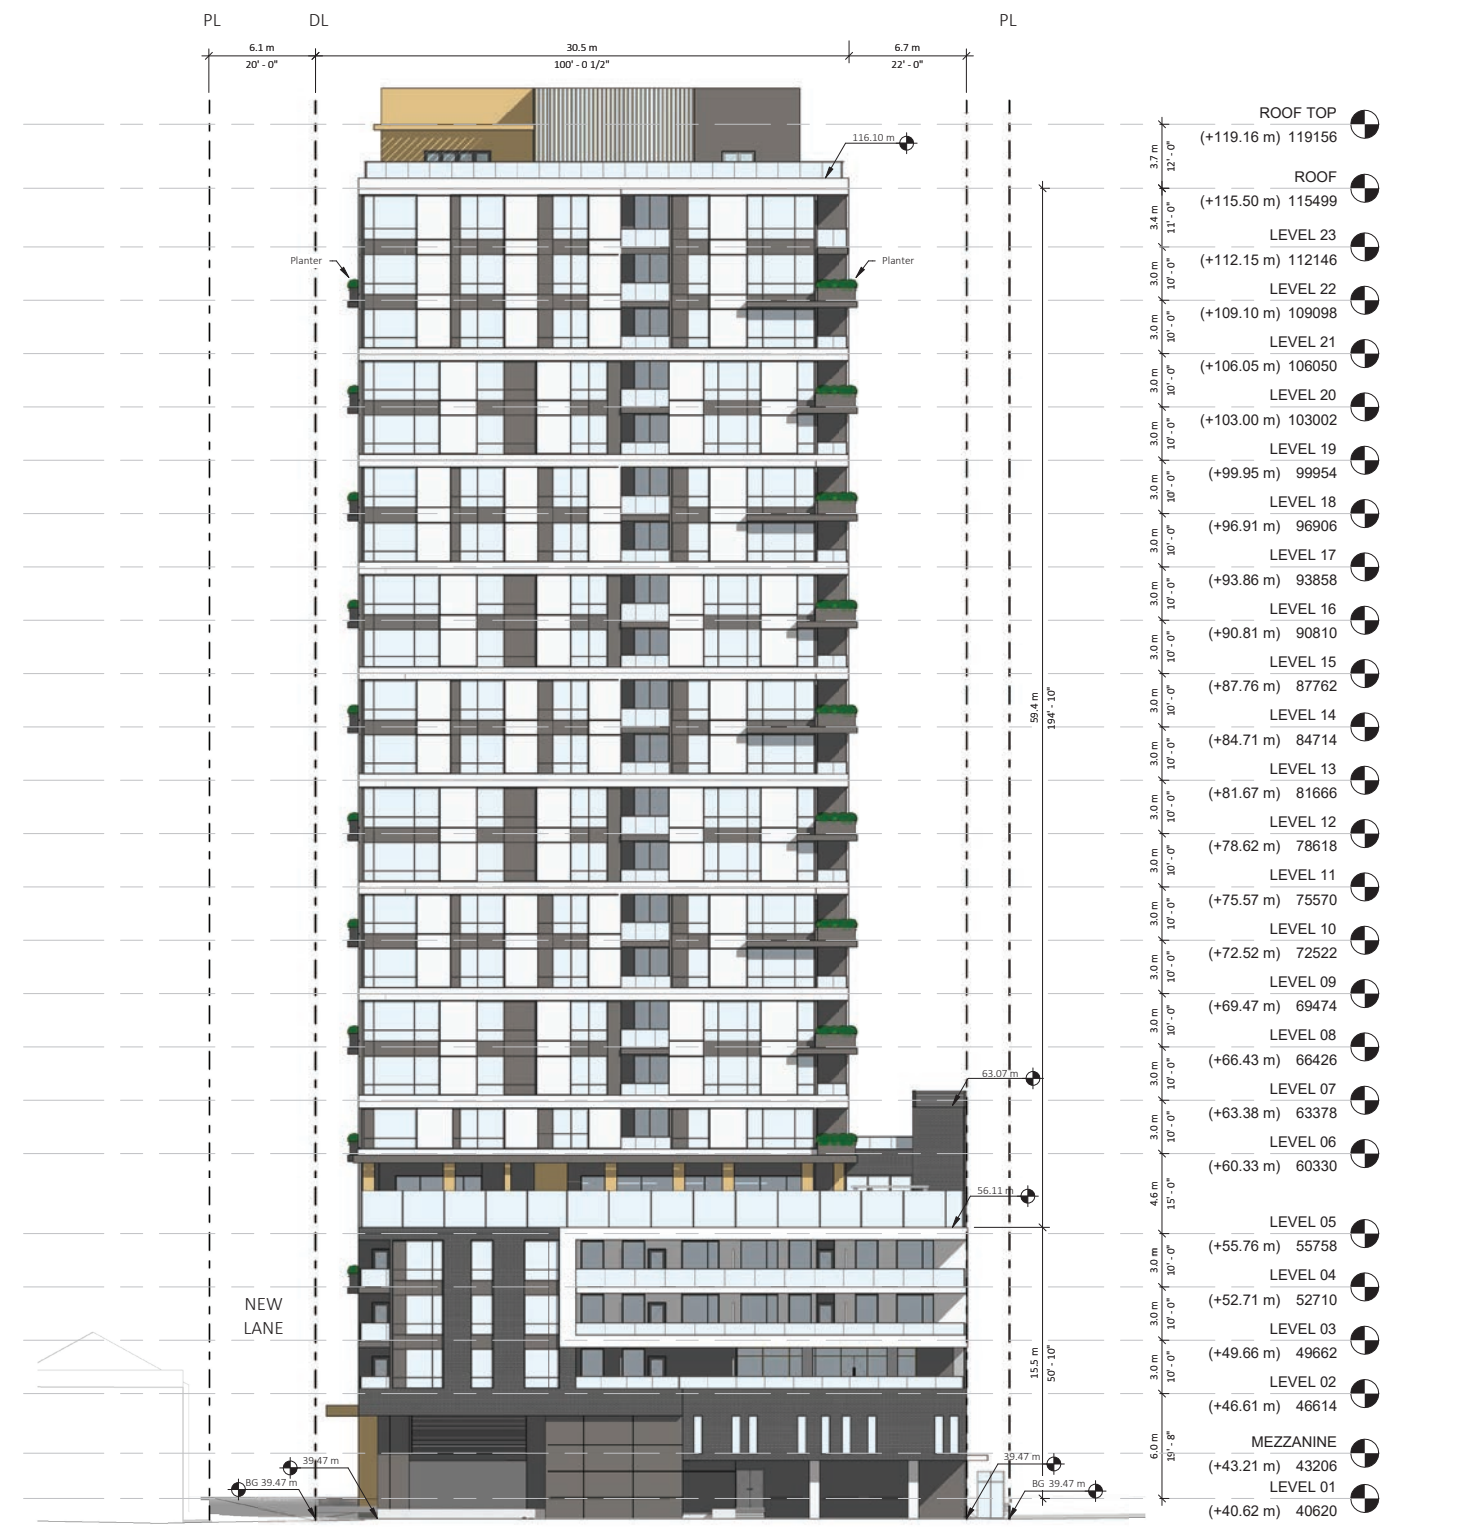 PL
DL
PL
6.1 m
30.5 m
6.7 m
20' - 0"
100' - 0 1/2"
22' - 0"
116.10 m
Planter
Planter
63.07 m
56.11 m
59.4 m
194' - 10"
15.5 m
50' - 10"
NEW
LANE
39.47 m
BG 39.47 m
39.47 m
BG 39.47 m
ROOF TOP
(+119.16 m) 119156
3.7 m
12' - 0"
ROOF
(+115.50 m) 115499
3.4 m
11' - 0"
LEVEL 23
(+112.15 m) 112146
3.0 m
10' - 0"
LEVEL 22
(+109.10 m) 109098
3.0 m
10' - 0"
LEVEL 21
(+106.05 m) 106050
3.0 m
10' - 0"
LEVEL 20
(+103.00 m) 103002
3.0 m
10' - 0"
LEVEL 19
(+99.95 m) 99954
3.0 m
10' - 0"
LEVEL 18
(+96.91 m) 96906
3.0 m
10' - 0"
LEVEL 17
(+93.86 m) 93858
3.0 m
10' - 0"
LEVEL 16
(+90.81 m) 90810
3.0 m
10' - 0"
LEVEL 15
(+87.76 m) 87762
3.0 m
10' - 0"
LEVEL 14
(+84.71 m) 84714
3.0 m
10' - 0"
LEVEL 13
(+81.67 m) 81666
3.0 m
10' - 0"
LEVEL 12
(+78.62 m) 78618
3.0 m
10' - 0"
LEVEL 11
(+75.57 m) 75570
3.0 m
10' - 0"
LEVEL 10
(+72.52 m) 72522
3.0 m
10' - 0"
LEVEL 09
(+69.47 m) 69474
3.0 m
10' - 0"
LEVEL 08
(+66.43 m) 66426
3.0 m
10' - 0"
LEVEL 07
(+63.38 m) 63378
3.0 m
10' - 0"
LEVEL 06
(+60.33 m) 60330
4.6 m
15' - 0"
LEVEL 05
(+55.76 m) 55758
3.0 m
10' - 0"
LEVEL 04
(+52.71 m) 52710
3.0 m
10' - 0"
LEVEL 03
(+49.66 m) 49662
3.0 m
10' - 0"
LEVEL 02
(+46.61 m) 46614
6.0 m
19' - 8"
MEZZANINE
(+43.21 m) 43206
LEVEL 01
(+40.62 m) 40620